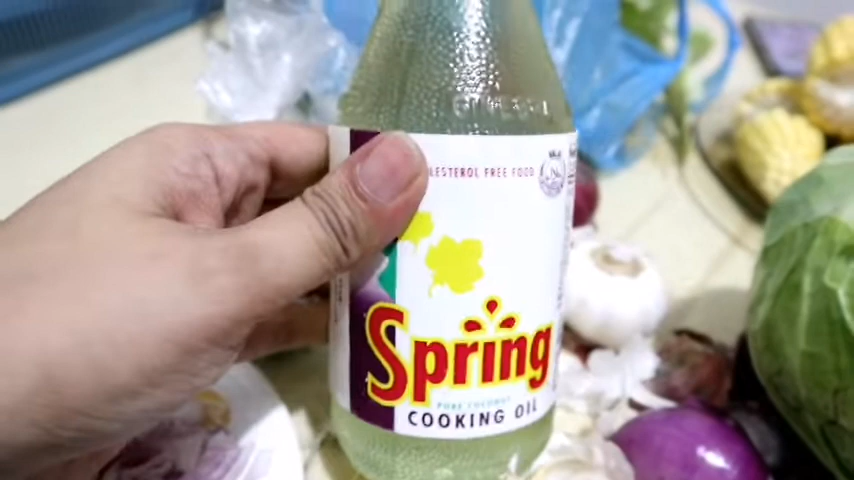 LESTEROL FREE FOOD
Spring
PURE COCONUT
COOKING OIL